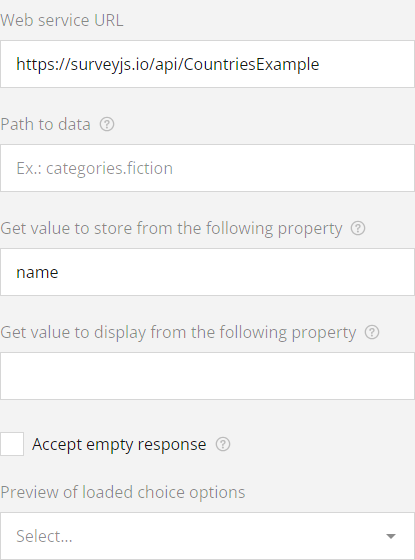 Web service URL
https://surveyjs.io/api/CountriesExample
Path to data ?
Ex.: categories.fiction
Get value to store from the following property ?
name
Get value to display from the following property ?
Accept empty response ?
Preview of loaded choice options
Select...